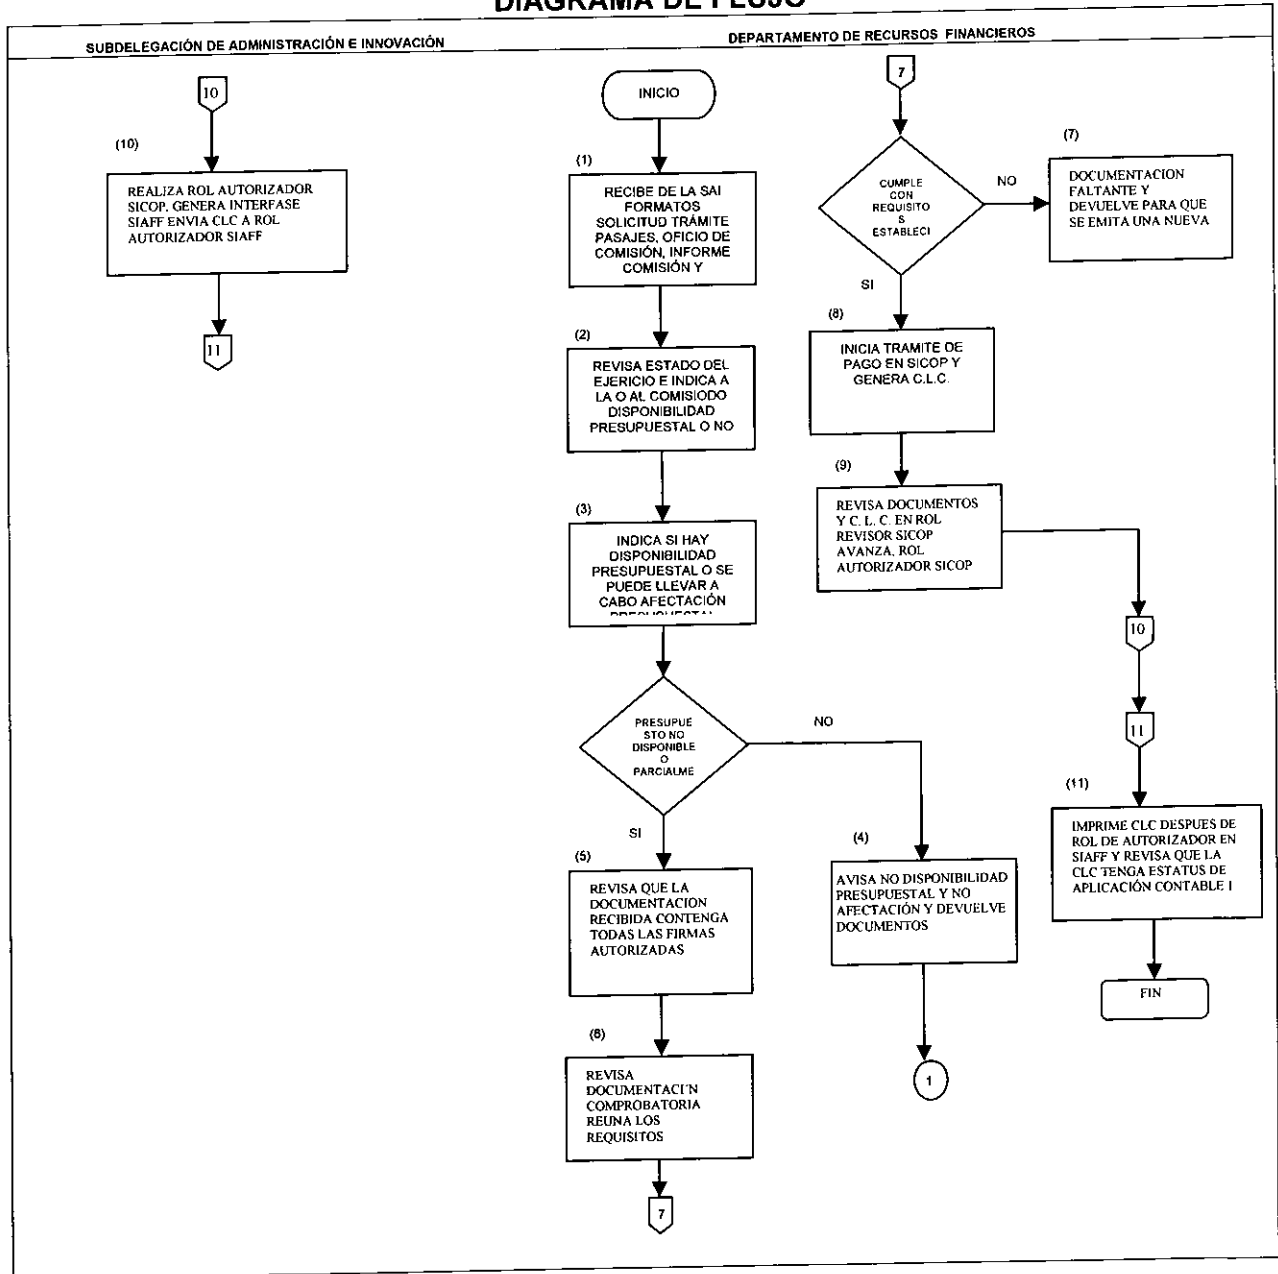 DIAGRAMA DE FLUJO
SUBDELEGACIÓN DE ADMINISTRACIÓN E INNOVACIÓN
DEPARTAMENTO DE RECURSOS FINANCIEROS
10
(10)
REALIZA ROL AUTORIZADOR
SICOP, GENERA INTERFASE
SIAFF ENVIA CLC A ROL
AUTORIZADOR SIAFF
11
INICIO
(1)
RECIBE DE LA SAI
FORMATOS
SOLICITUD TRÁMITE
PASAJES, OFICIO DE
COMISIÓN, INFORME
COMISIÓN Y
(2)
REVISA ESTADO DEL
EJERICIO E INDICA A
LA O AL COMISIODO
DISPONIBILIDAD
PRESUPUESTAL O NO
(3)
INDICA SI HAY
DISPONIBILIDAD
PRESUPUESTAL O SE
PUEDE LLEVAR A
CABO AFECTACIÓN
PRESUPUESTAL
PRESUPUE
STO NO
DISPONIBLE
O
PARCIALME
NO
SI
(5)
REVISA QUE LA
DOCUMENTACION
RECIBIDA CONTENGA
TODAS LAS FIRMAS
AUTORIZADAS
(4)
AVISA NO DISPONIBILIDAD
PRESUPUESTAL Y NO
AFECTACIÓN Y DEVUELVE
DOCUMENTOS
1
(6)
REVISA
DOCUMENTACI'N
COMPROBATORIA
REUNA LOS
REQUISITOS
7
7
CUMPLE
CON
REQUISITO
S
ESTABLECI
NO
(7)
DOCUMENTACION
FALTANTE Y
DEVUELVE PARA QUE
SE EMITA UNA NUEVA
SI
(8)
INICIA TRAMITE DE
PAGO EN SICOP Y
GENERA C.L.C.
(9)
REVISA DOCUMENTOS
Y C. L. C. EN ROL
REVISOR SICOP
AVANZA, ROL
AUTORIZADOR SICOP
10
11
(11)
IMPRIME CLC DESPUES DE
ROL DE AUTORIZADOR EN
SIAFF Y REVISA QUE LA
CLC TENGA ESTATUS DE
APLICACIÓN CONTABLE I
FIN